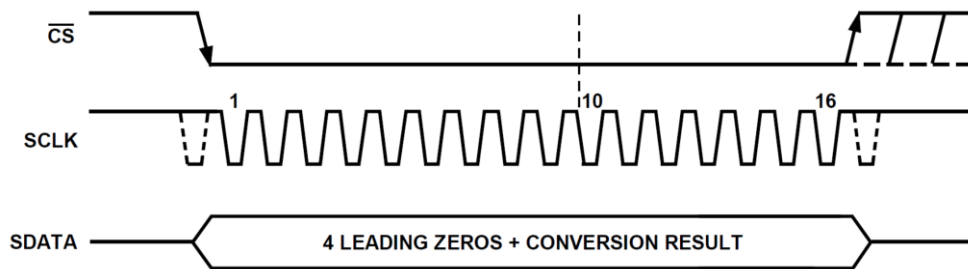 CS
1
10
16
SCLK
SDATA
4 LEADING ZEROS + CONVERSION RESULT